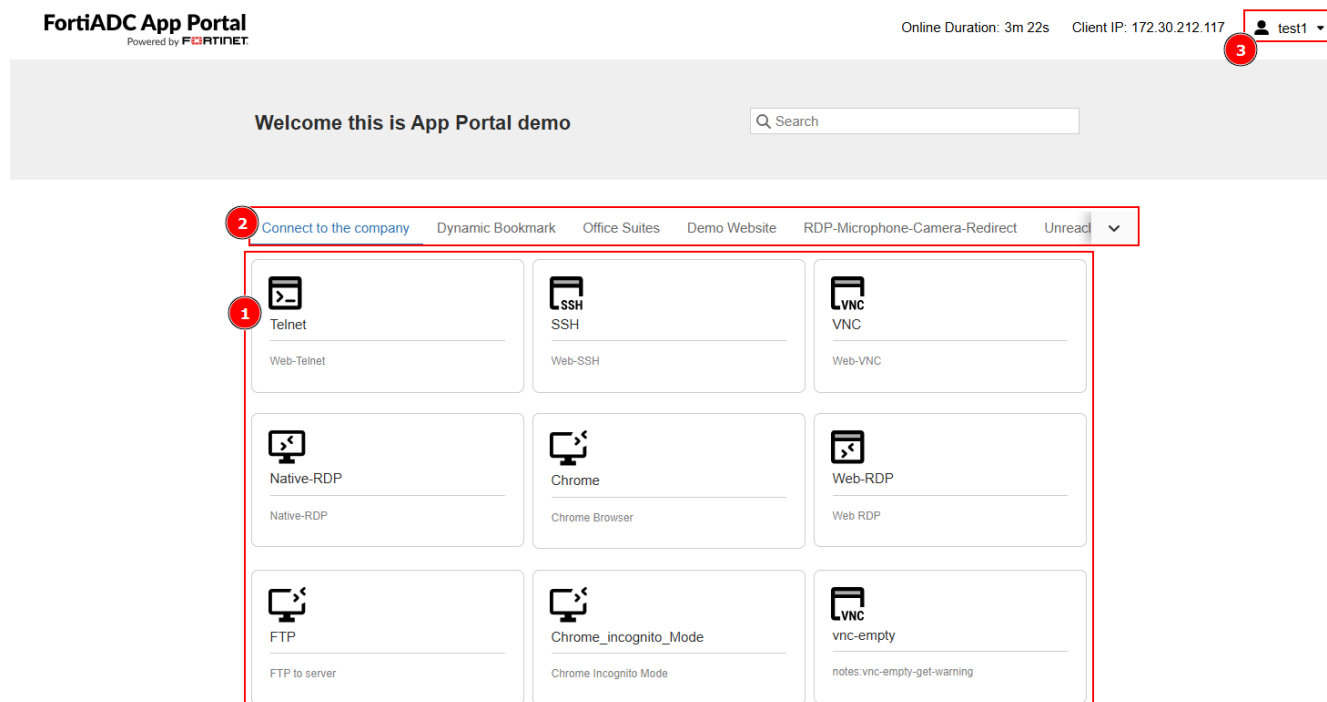 FortiADC App Portal
Powered by FORTINET
Online Duration: 3m 22s Client IP: 172.30.212.117 test1
3
Welcome this is App Portal demo
Search
2
Connect to the company Dynamic Bookmark Office Suites Demo Website RDP-Microphone-Camera-Redirect Unreacl
1
>_
SSH
VNC
Telnet SSH VNC
Web-Telnet Web-SSH Web-VNC
Native-RDP Chrome Web-RDP
Native-RDP Chrome Browser Web RDP
VNC
FTP Chrome_incognito_Mode vnc-empty
FTP to server Chrome Incognito Mode notes:vnc-empty-get-warning